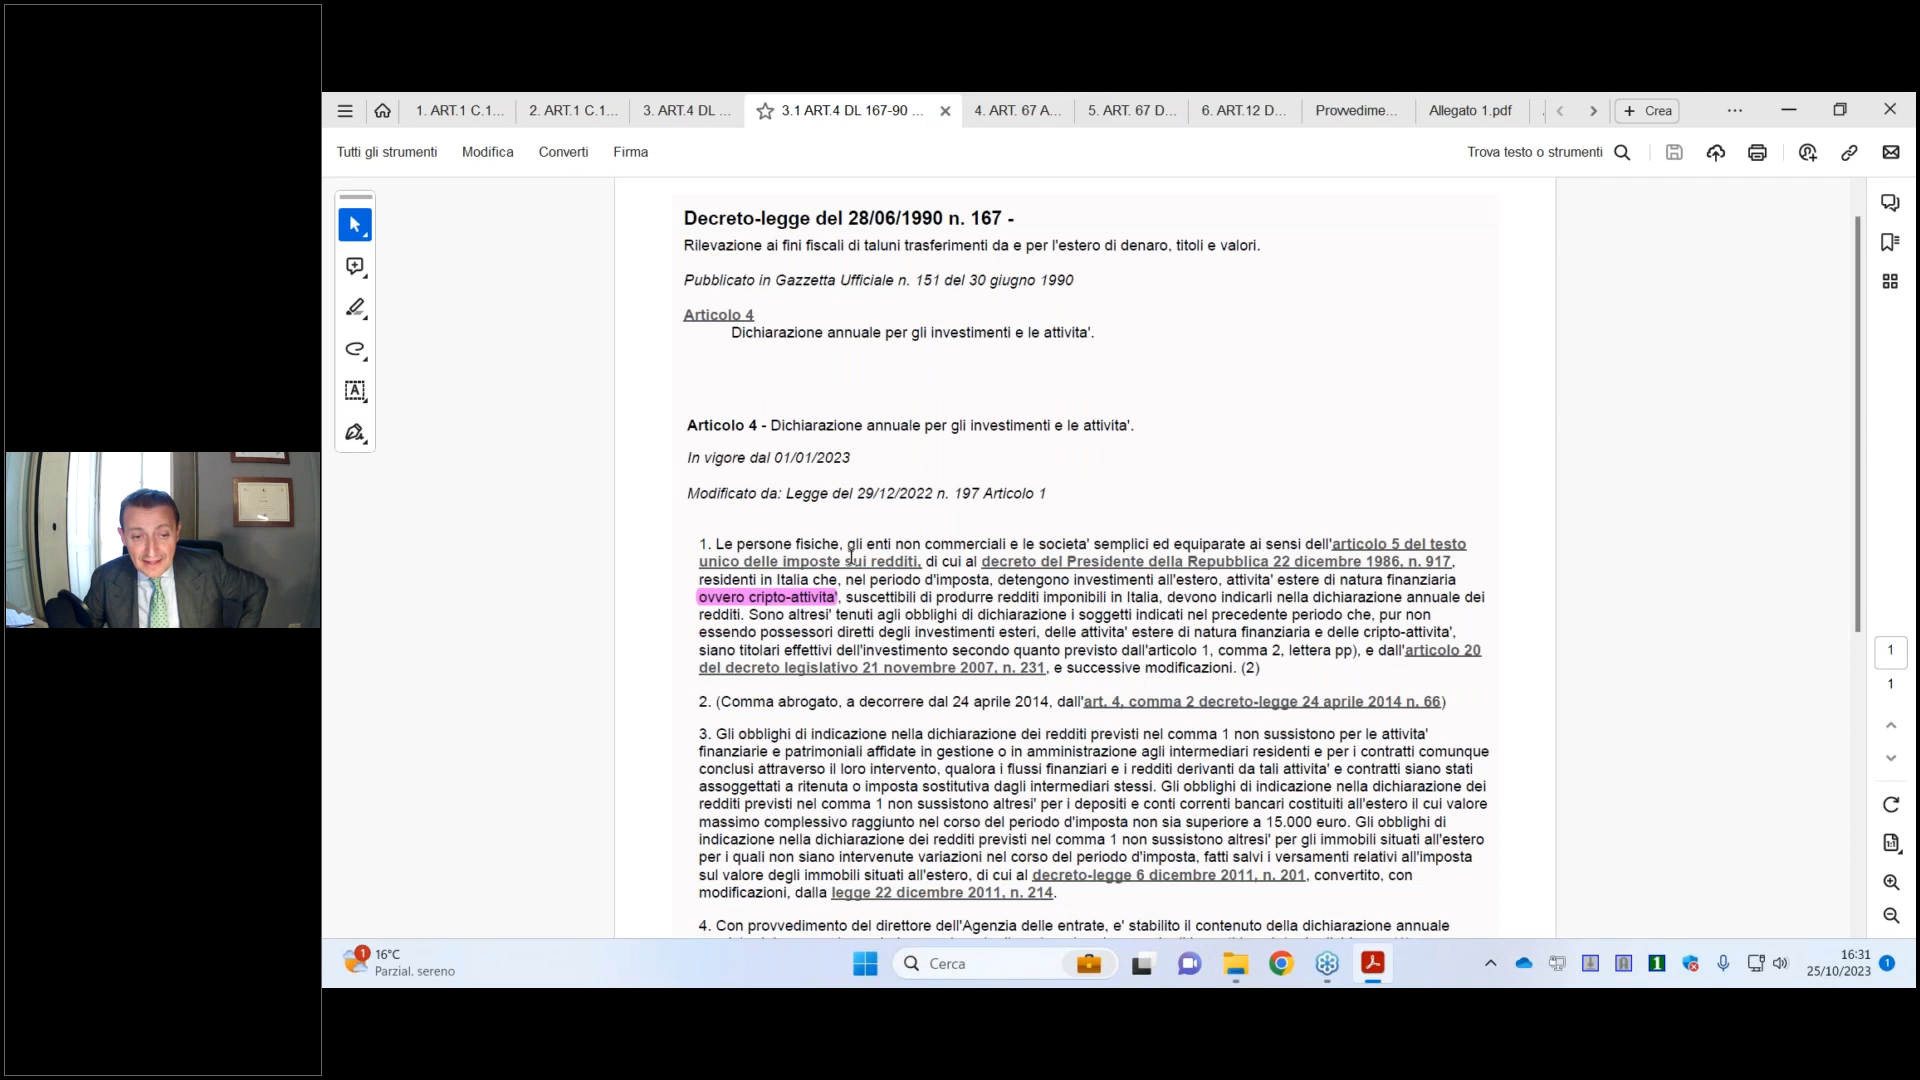 1. ART.1 C.1...
2. ART.1 C.1...
3. ART.4 DL ...
3.1 ART.4 DL 167-90 ...
4. ART. 67 A...
5. ART. 67 D...
6. ART.12 D...
Provvedime...
Allegato 1.pdf
Crea
Tutti gli strumenti
Modifica
Converti
Firma
Trova testo o strumenti
Decreto-legge del 28/06/1990 n. 167 -
Rilevazione ai fini fiscali di taluni trasferimenti da e per l'estero di denaro, titoli e valori.
Pubblicato in Gazzetta Ufficiale n. 151 del 30 giugno 1990
Articolo 4
Dichiarazione annuale per gli investimenti e le attivita'.
Articolo 4 - Dichiarazione annuale per gli investimenti e le attivita'.
In vigore dal 01/01/2023
Modificato da: Legge del 29/12/2022 n. 197 Articolo 1
1. Le persone fisiche, gli enti non commerciali e le societa' semplici ed equiparate ai sensi dell'articolo 5 del testo
unico delle imposte sui redditi, di cui al decreto del Presidente della Repubblica 22 dicembre 1986, n. 917,
residenti in Italia che, nel periodo d'imposta, detengono investimenti all'estero, attivita' estere di natura finanziaria
ovvero cripto-attivita', suscettibili di produrre redditi imponibili in Italia, devono indicarli nella dichiarazione annuale dei
redditi. Sono altresi' tenuti agli obblighi di dichiarazione i soggetti indicati nel precedente periodo che, pur non
essendo possessori diretti degli investimenti esteri, delle attivita' estere di natura finanziaria e delle cripto-attivita',
siano titolari effettivi dell'investimento secondo quanto previsto dall'articolo 1, comma 2, lettera pp), e dall'articolo 20
del decreto legislativo 21 novembre 2007, n. 231, e successive modificazioni. (2)
2. (Comma abrogato, a decorrere dal 24 aprile 2014, dall'art. 4, comma 2 decreto-legge 24 aprile 2014 n. 66)
3. Gli obblighi di indicazione nella dichiarazione dei redditi previsti nel comma 1 non sussistono per le attivita'
finanziarie e patrimoniali affidate in gestione o in amministrazione agli intermediari residenti e per i contratti comunque
conclusi attraverso il loro intervento, qualora i flussi finanziari e i redditi derivanti da tali attivita' e contratti siano stati
assoggettati a ritenuta o imposta sostitutiva dagli intermediari stessi. Gli obblighi di indicazione nella dichiarazione dei
redditi previsti nel comma 1 non sussistono altresi' per i depositi e conti correnti bancari costituiti all'estero il cui valore
massimo complessivo raggiunto nel corso del periodo d'imposta non sia superiore a 15.000 euro. Gli obblighi di
indicazione nella dichiarazione dei redditi previsti nel comma 1 non sussistono altresi' per gli immobili situati all'estero
per i quali non siano intervenute variazioni nel corso del periodo d'imposta, fatti salvi i versamenti relativi all'imposta
sul valore degli immobili situati all'estero, di cui al decreto-legge 6 dicembre 2011, n. 201, convertito, con
modificazioni, dalla legge 22 dicembre 2011, n. 214.
4. Con provvedimento del direttore dell'Agenzia delle entrate, e' stabilito il contenuto della dichiarazione annuale
1
1
1
16°C
Parzial. sereno
Cerca
1
16:31
25/10/2023
1